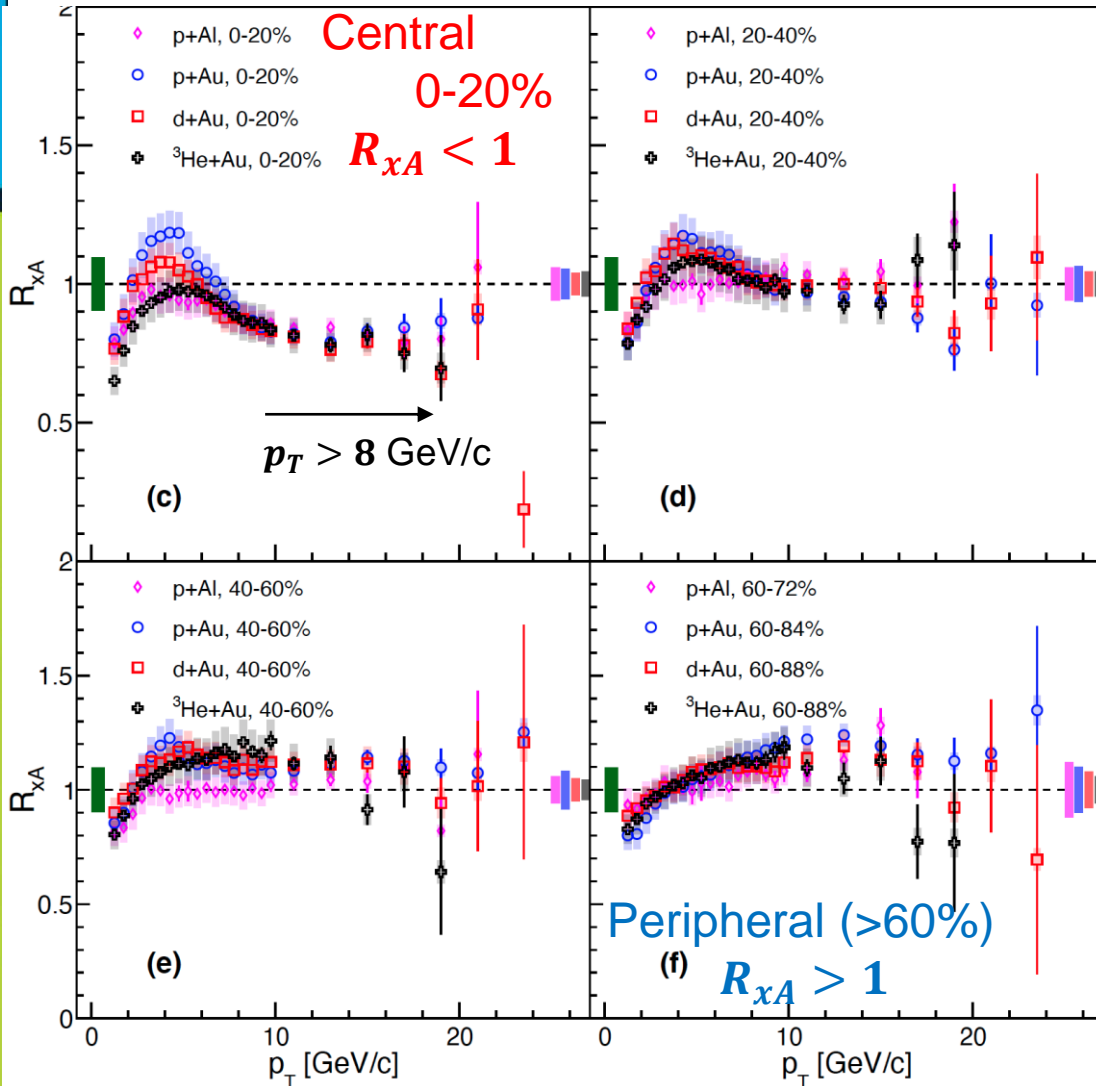 2
p+Al, 0-20%
p+Au, 0-20%
d+Au, 0-20%
³He+Au, 0-20%
Central
0-20%
R_xA < 1
1.5
1
0.5
0
R_xA
p_T > 8 GeV/c
(c)
p+Al, 20-40%
p+Au, 20-40%
d+Au, 20-40%
³He+Au, 20-40%
(d)
2
p+Al, 40-60%
p+Au, 40-60%
d+Au, 40-60%
³He+Au, 40-60%
1.5
1
0.5
0
R_xA
(e)
0 10 20
p_T [GeV/c]
p+Al, 60-72%
p+Au, 60-84%
d+Au, 60-88%
³He+Au, 60-88%
Peripheral (>60%)
(f)
R_xA > 1
0 10 20
p_T [GeV/c]